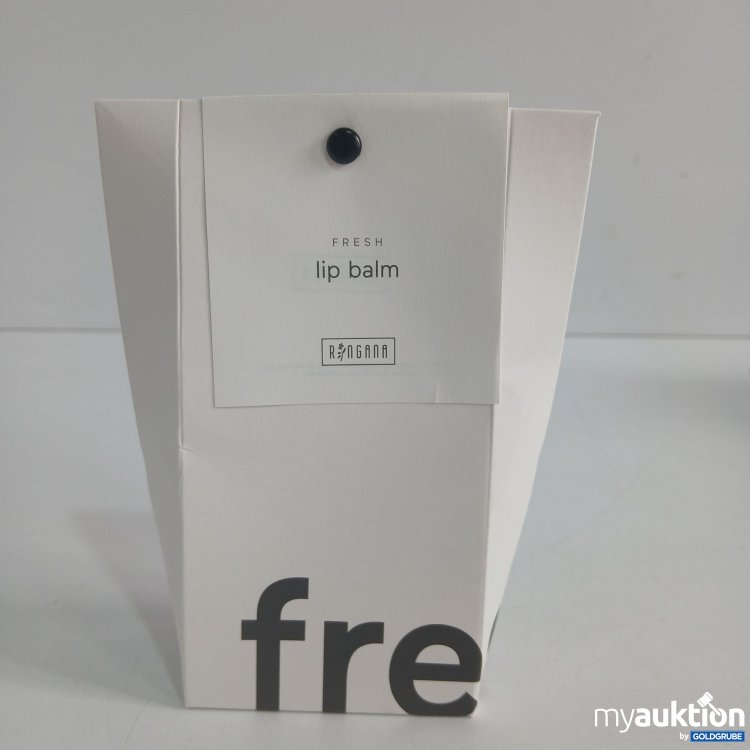 FRESH
lip balm
RINGANA
fre
myauktion
by GOLDGRUBE